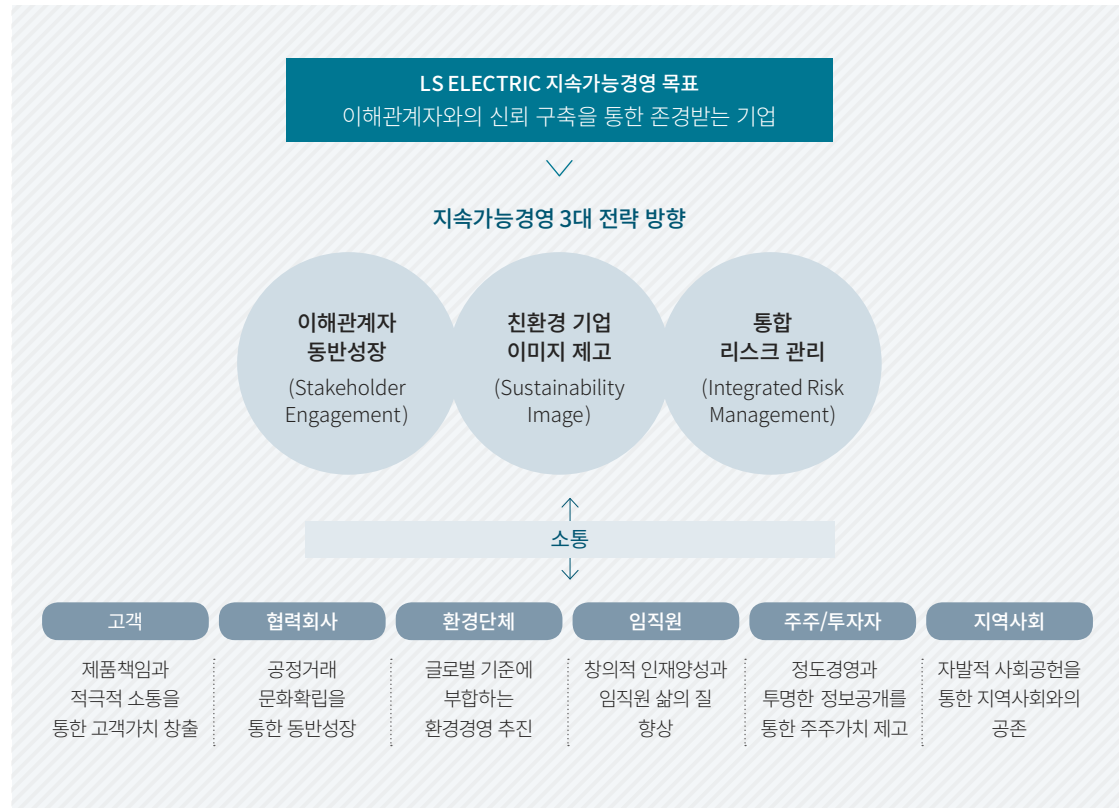 LS ELECTRIC 지속가능경영 목표
이해관계자와의 신뢰 구축을 통한 존경받는 기업
지속가능경영 3대 전략 방향
이해관계자
동반성장
(Stakeholder
Engagement)
친환경 기업
이미지 제고
(Sustainability
Image)
통합
리스크 관리
(Integrated Risk
Management)
소통
고객
제품책임과
적극적 소통을
통한 고객가치 창출
협력회사
공정거래
문화확립을
통한 동반성장
환경단체
글로벌 기준에
부합하는
환경경영 추진
임직원
창의적 인재양성과
임직원 삶의 질
향상
주주/투자자
정도경영과
투명한 정보공개를
통한 주주가치 제고
지역사회
자발적 사회공헌을
통한 지역사회와의
공존